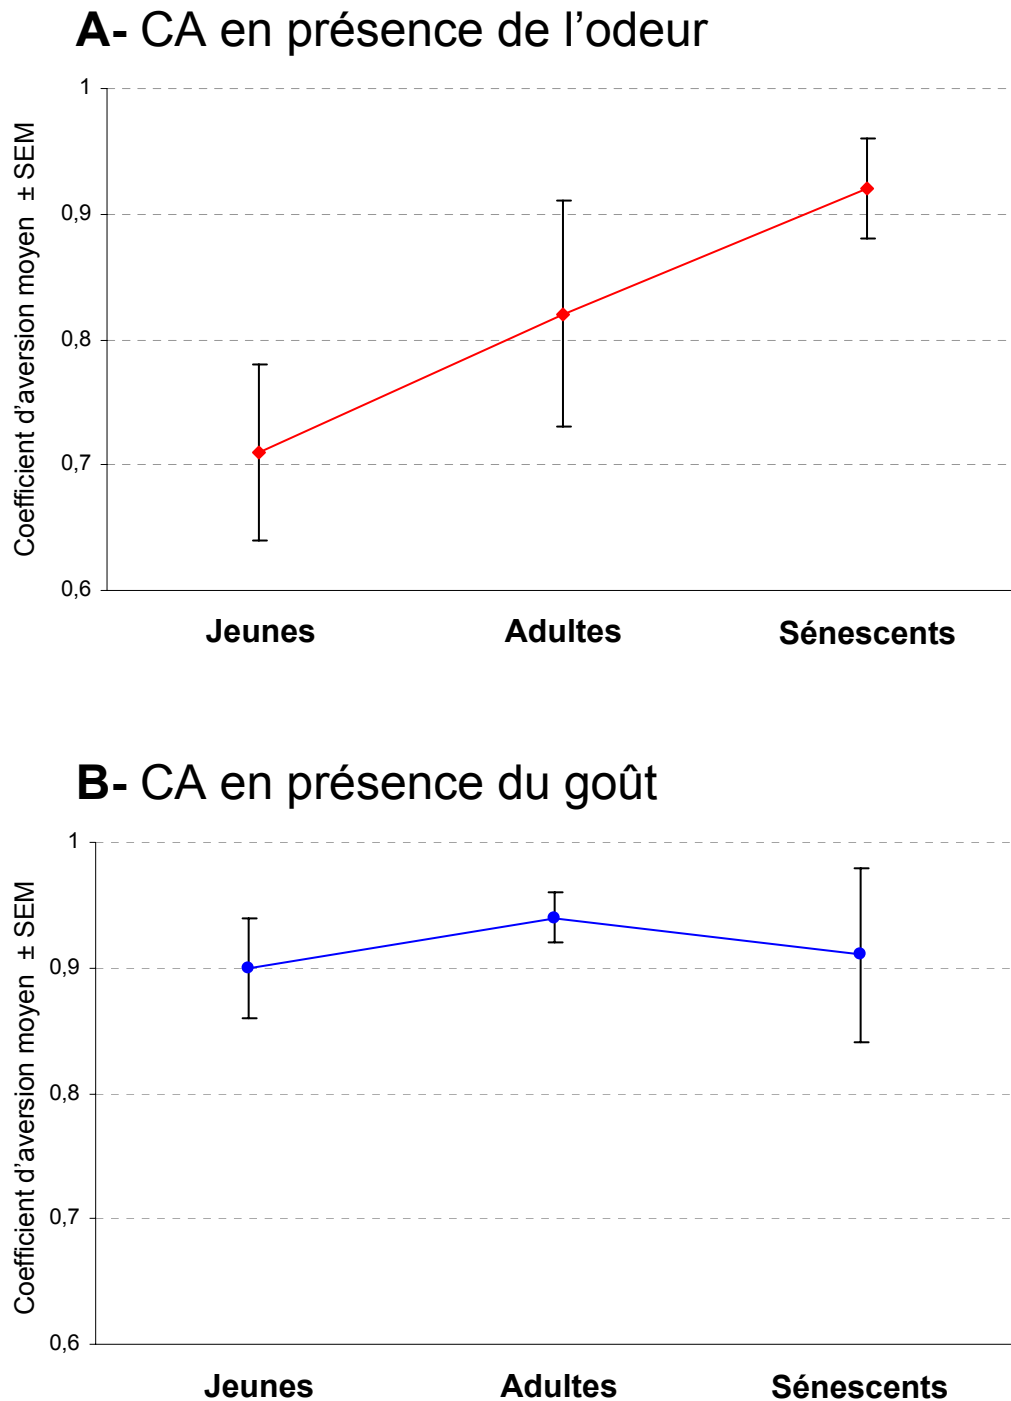 A- CA en présence de l’odeur
Coefficient d’aversion moyen ± SEM
1
0,9
0,8
0,7
0,6
Jeunes Adultes Sénescents
B- CA en présence du goût
Coefficient d’aversion moyen ± SEM
1
0,9
0,8
0,7
0,6
Jeunes Adultes Sénescents